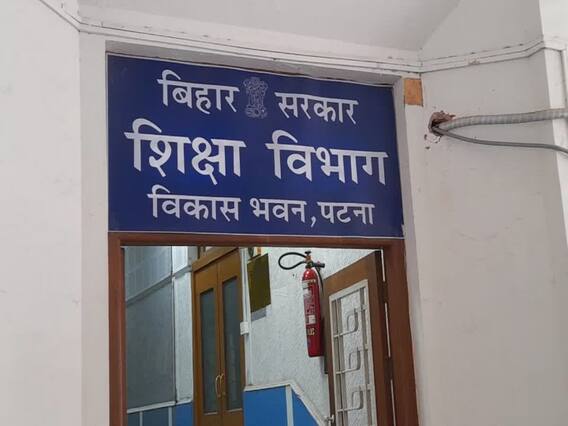 बिहार सरकार
शिक्षा विभाग
विकास भवन, पटना